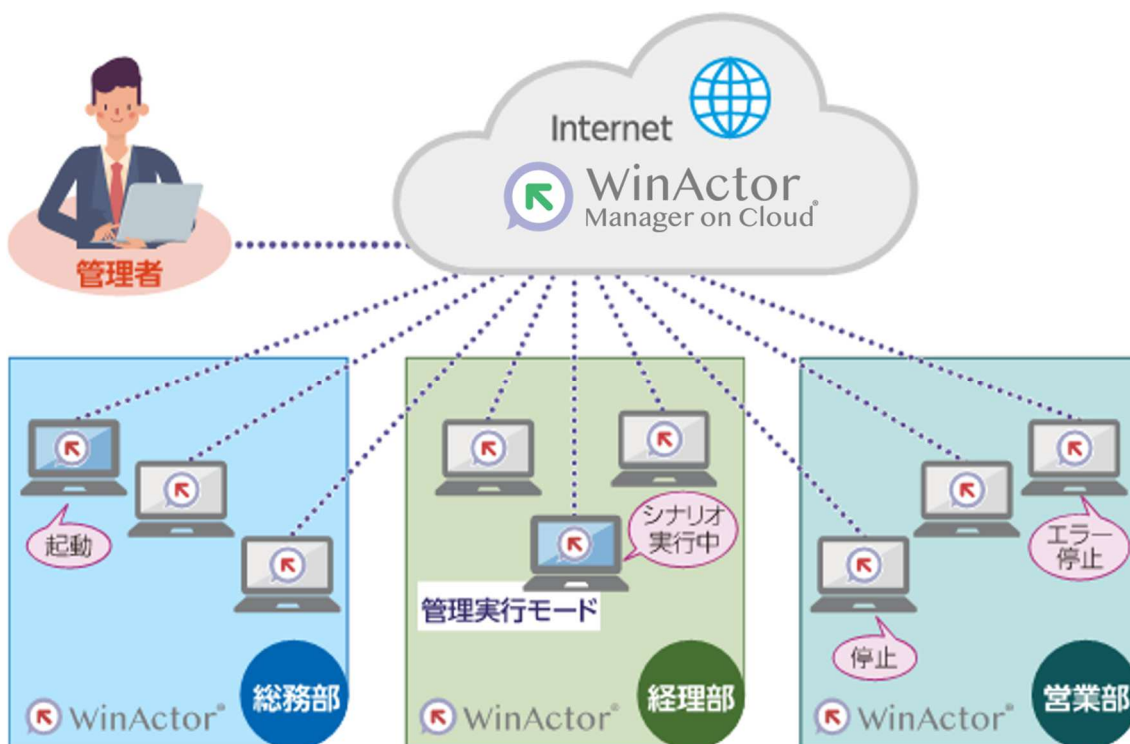 Internet
WinActor®
Manager on Cloud®
管理者
起動
シナリオ
実行中
エラー
停止
管理実行モード
停止
総務部
経理部
営業部
WinActor®
WinActor®
WinActor®